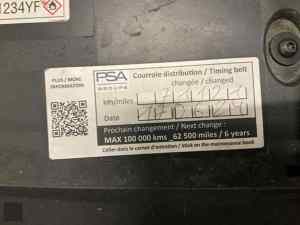 1234YF
PLUS / MORE
INFORMATION
PSA
GROUPE
Courroie distribution / Timing belt
changée / changed
km/miles
Date
Prochain changement / Next change :
MAX 100 000 kms 62 500 miles / 6 years
Coller dans le carnet d'entretien / Stick on the maintenance book